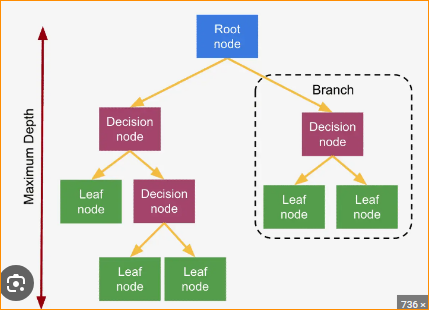 Root
node
Branch
Maximum Depth
Decision
node
Decision
node
Leaf
node
Decision
node
Leaf
node
Leaf
node
Leaf
node
Leaf
node
736 ×